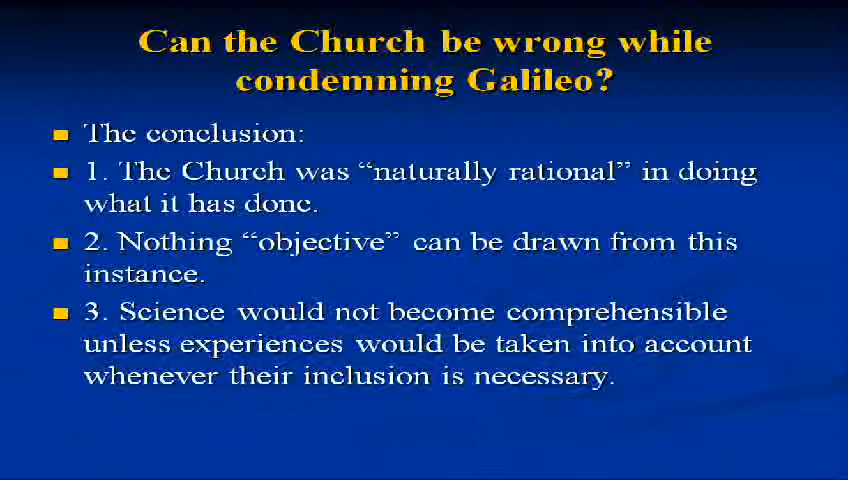 Can the Church be wrong while
condemning Galileo?
The conclusion:
1. The Church was “naturally rational” in doing
what it has done.
2. Nothing “objective” can be drawn from this
instance.
3. Science would not become comprehensible
unless experiences would be taken into account
whenever their inclusion is necessary.